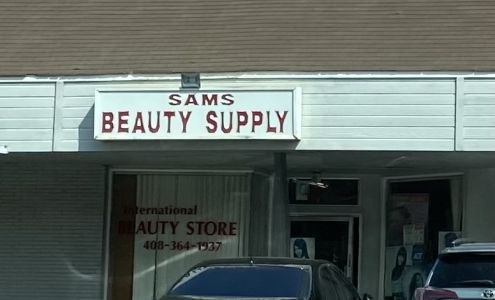 SAMS
BEAUTY SUPPLY
International
BEAUTY STORE
408-364-1937